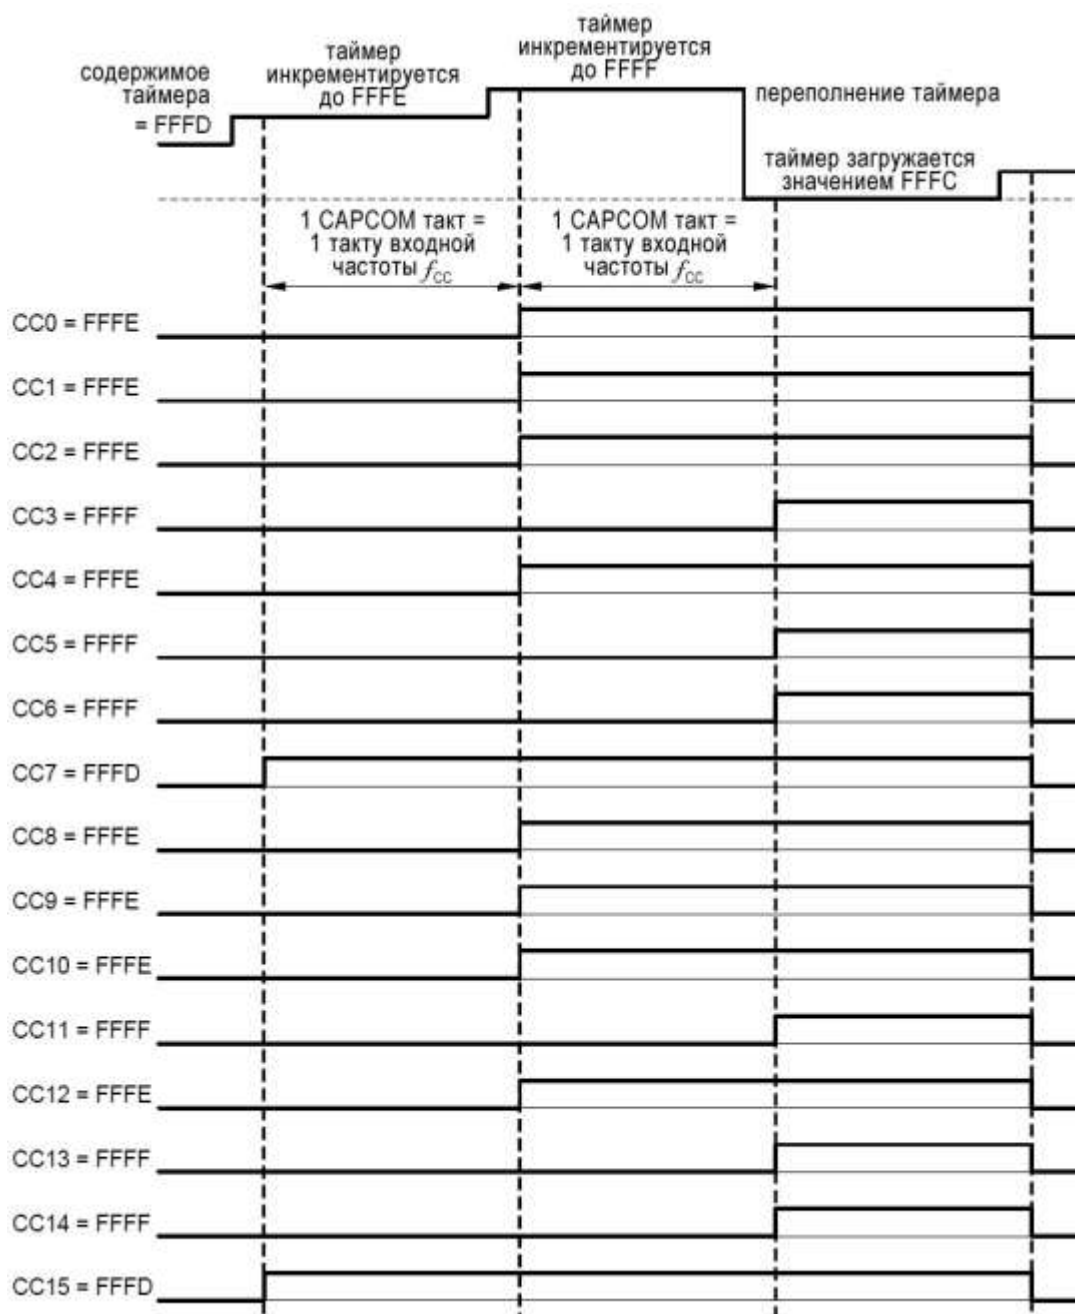 содержимое
таймера
= FFFD
таймер
инкрементируется
до FFFE
таймер
инкрементируется
до FFFF
переполнение таймера
таймер загружается
значением FFFC
1 CAPCOM такт =
1 такту входной
частоты fcc
1 CAPCOM такт =
1 такту входной
частоты fcc
CC0 = FFFE
CC1 = FFFE
CC2 = FFFE
CC3 = FFFF
CC4 = FFFE
CC5 = FFFF
CC6 = FFFF
CC7 = FFFD
CC8 = FFFE
CC9 = FFFE
CC10 = FFFE
CC11 = FFFF
CC12 = FFFE
CC13 = FFFF
CC14 = FFFF
CC15 = FFFD